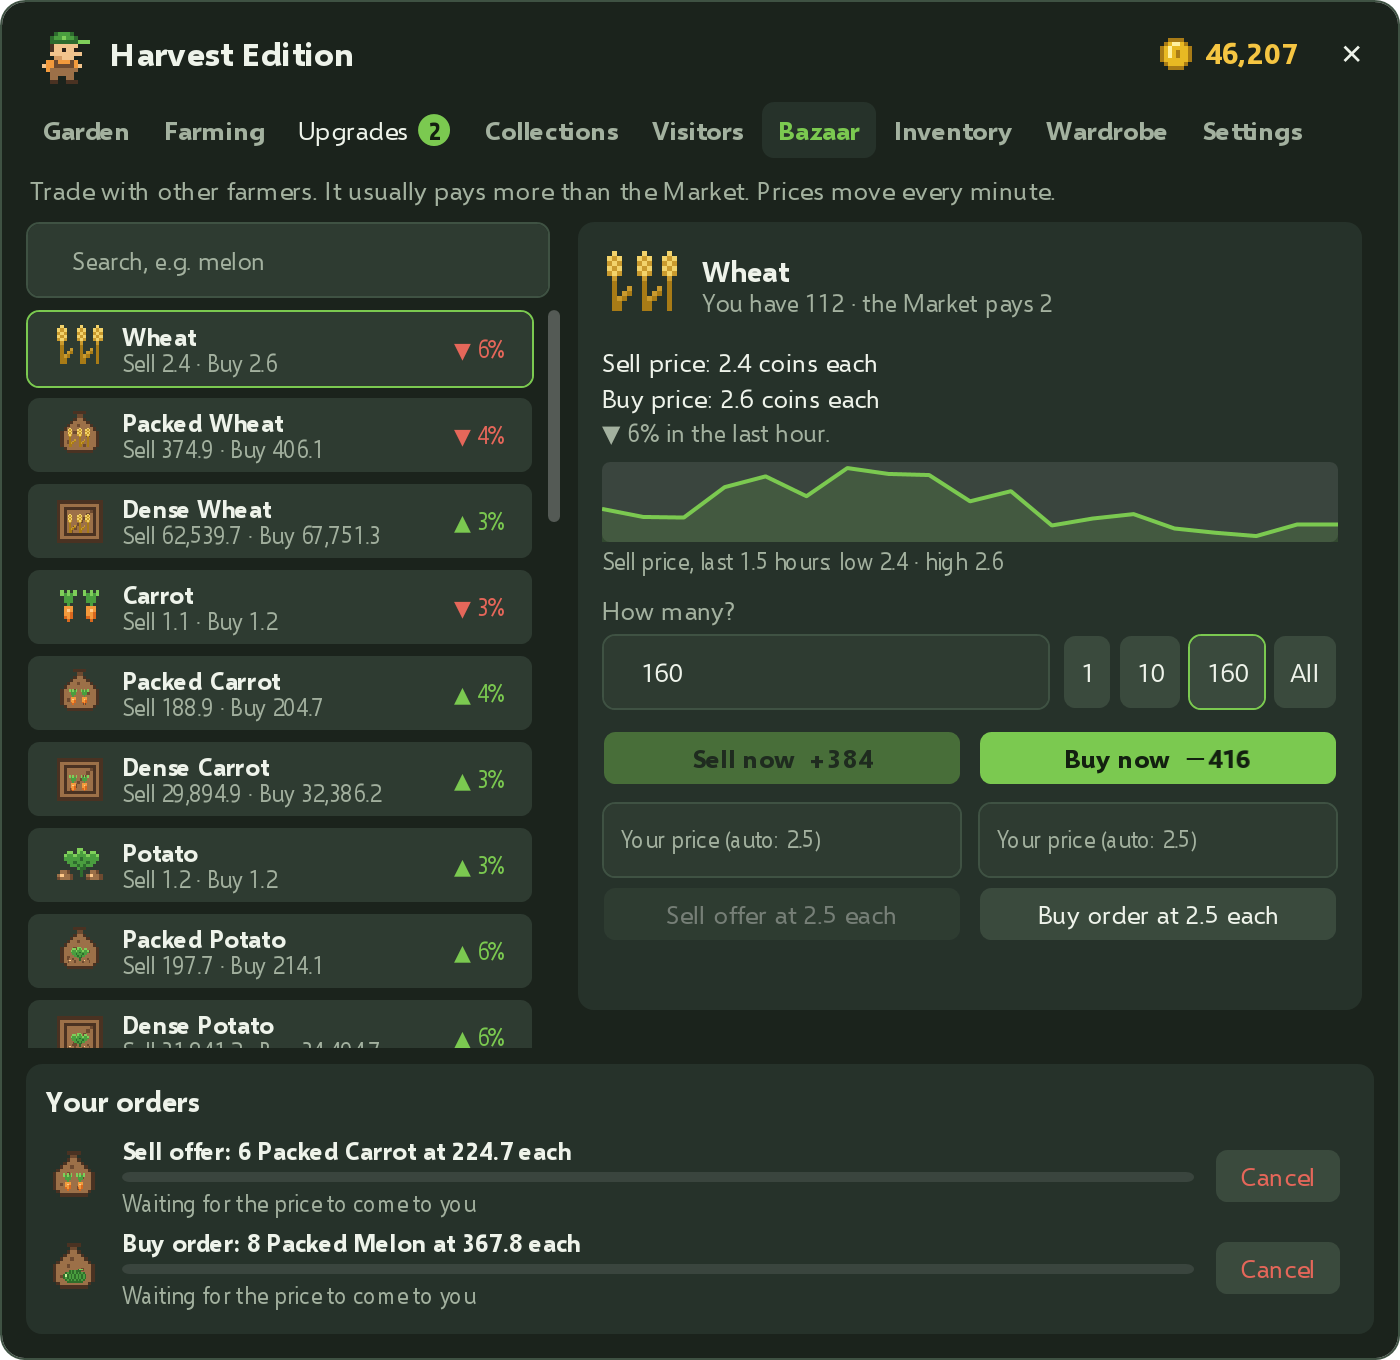 Harvest Edition
46,207
×
Garden Farming Upgrades 2 Collections Visitors Bazaar Inventory Wardrobe Settings
Trade with other farmers. It usually pays more than the Market. Prices move every minute.
Search, e.g. melon
Wheat
Sell 2.4 · Buy 2.6
▼ 6%
Packed Wheat
Sell 374.9 · Buy 406.1
▼ 4%
Dense Wheat
Sell 62,539.7 · Buy 67,751.3
▲ 3%
Carrot
Sell 1.1 · Buy 1.2
▼ 3%
Packed Carrot
Sell 188.9 · Buy 204.7
▲ 4%
Dense Carrot
Sell 29,894.9 · Buy 32,386.2
▲ 3%
Potato
Sell 1.2 · Buy 1.2
▲ 3%
Packed Potato
Sell 197.7 · Buy 214.1
▲ 6%
Dense Potato
▲ 6%
Wheat
You have 112 · the Market pays 2
Sell price: 2.4 coins each
Buy price: 2.6 coins each
▼ 6% in the last hour.
Sell price, last 1.5 hours: low 2.4 · high 2.6
How many?
160
1 10 160 All
Sell now +384
Buy now −416
Your price (auto: 2.5)
Your price (auto: 2.5)
Sell offer at 2.5 each
Buy order at 2.5 each
Your orders
Sell offer: 6 Packed Carrot at 224.7 each
Waiting for the price to come to you
Cancel
Buy order: 8 Packed Melon at 367.8 each
Waiting for the price to come to you
Cancel